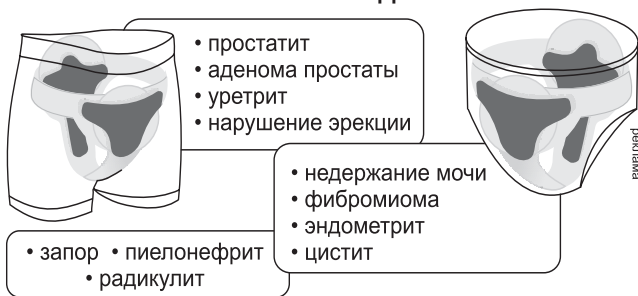 • простатит
• аденома простаты
• уретрит
• нарушение эрекции
• недержание мочи
• фибромиома
• эндометрит
• цистит
• запор • пиелонефрит
• радикулит
реклама